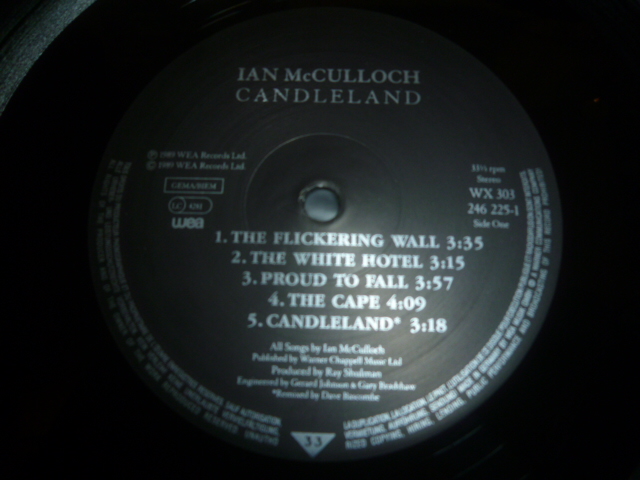 IAN McCULLOCH
CANDLELAND
℗ 1989 WEA Records Ltd.
© 1989 WEA Records Ltd.
GEMA/BIEM
LC 4281
wea
33⅓ rpm
Stereo
WX 303
246 225-1
Side One
1. THE FLICKERING WALL 3:35
2. THE WHITE HOTEL 3:15
3. PROUD TO FALL 3:57
4. THE CAPE 4:09
5. CANDLELAND* 3:18
All Songs by Ian McCulloch
Published by Warner Chappell Music Ltd
Produced by Ray Shulman
Engineered by Gerard Johnson & Gary Bradshaw
*Remixed by Dave Bascombe
33